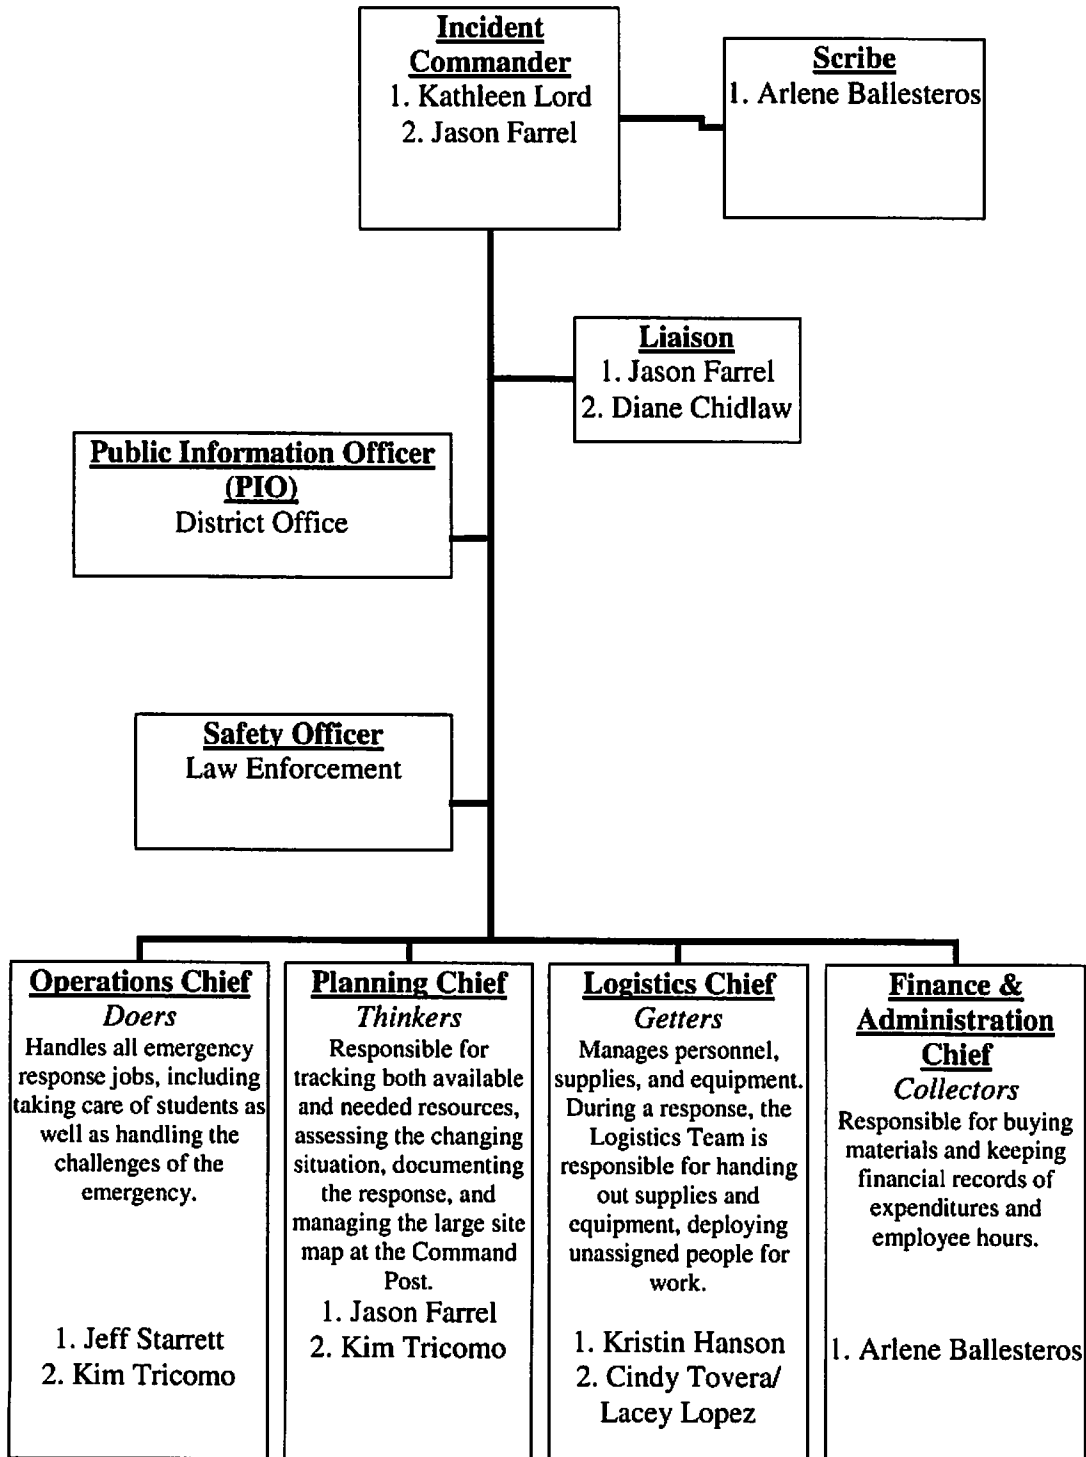 Incident
Commander
1. Kathleen Lord
2. Jason Farrel
Scribe
1. Arlene Ballesteros
Liaison
1. Jason Farrel
2. Diane Chidlaw
Public Information Officer
(PIO)
District Office
Safety Officer
Law Enforcement
Operations Chief
Doers
Handles all emergency
response jobs, including
taking care of students as
well as handling the
challenges of the
emergency.
1. Jeff Starrett
2. Kim Tricomo
Planning Chief
Thinkers
Responsible for
tracking both available
and needed resources,
assessing the changing
situation, documenting
the response, and
managing the large site
map at the Command
Post.
1. Jason Farrel
2. Kim Tricomo
Logistics Chief
Getters
Manages personnel,
supplies, and equipment.
During a response, the
Logistics Team is
responsible for handing
out supplies and
equipment, deploying
unassigned people for
work.
1. Kristin Hanson
2. Cindy Tovera/
Lacey Lopez
Finance &
Administration
Chief
Collectors
Responsible for buying
materials and keeping
financial records of
expenditures and
employee hours.
1. Arlene Ballesteros